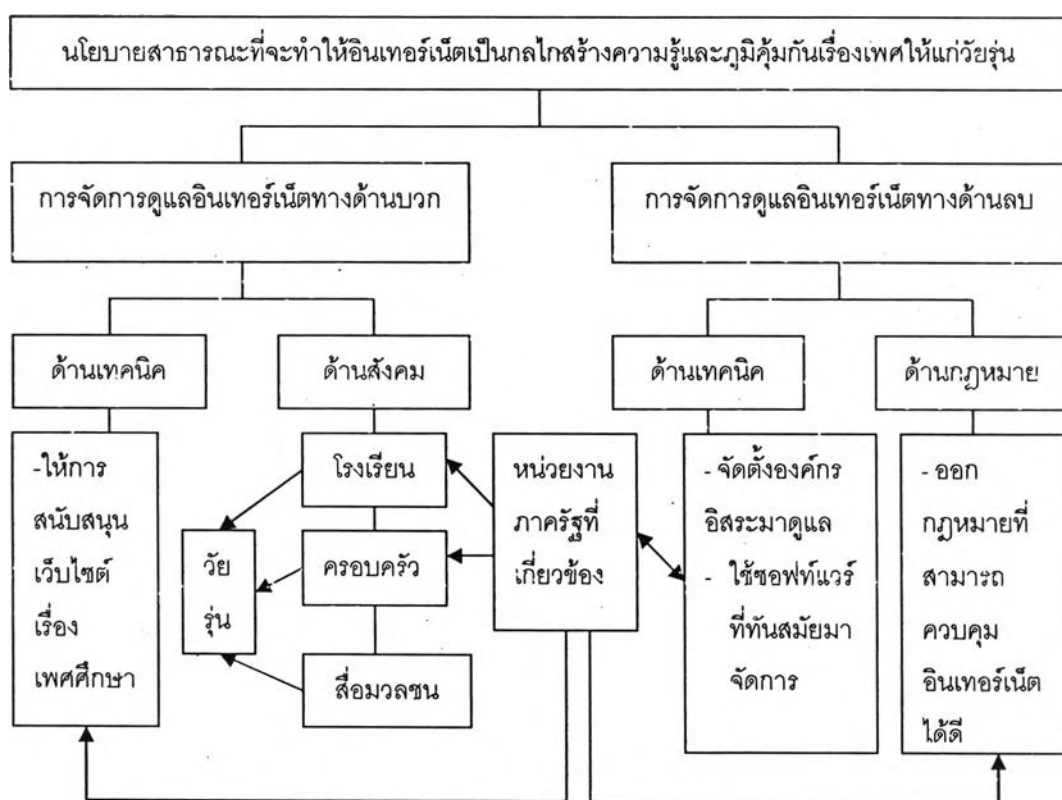 นโยบายสาธารณะที่จะทำให้อินเทอร์เน็ตเป็นกลไกสร้างความรู้และภูมิคุ้มกันเรื่องเพศให้แก่วัยรุ่น
การจัดการดูแลอินเทอร์เน็ตทางด้านบวก
การจัดการดูแลอินเทอร์เน็ตทางด้านลบ
ด้านเทคนิค
ด้านสังคม
ด้านเทคนิค
ด้านกฎหมาย
-ให้การ
สนับสนุน
เว็บไซต์
เรื่อง
เพศศึกษา
วัย
รุ่น
โรงเรียน
ครอบครัว
สื่อมวลชน
หน่วยงาน
ภาครัฐที่
เกี่ยวข้อง
- จัดตั้งองค์กร
อิสระมาดูแล
- ใช้ซอฟท์แวร์
ที่ทันสมัยมา
จัดการ
- ออก
กฎหมายที่
สามารถ
ควบคุม
อินเทอร์เน็ต
ได้ดี